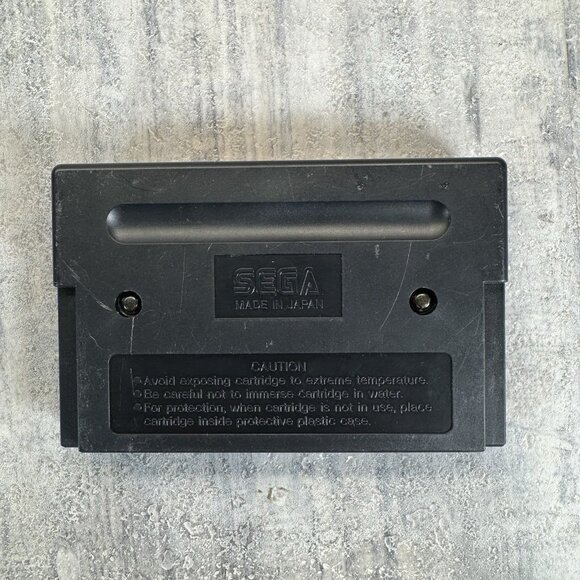 SEGA
MADE IN JAPAN
CAUTION
Avoid exposing cartridge to extreme temperature.
Be careful not to immerse cartridge in water.
For protection, when cartridge is not in use, place
cartridge inside protective plastic case.